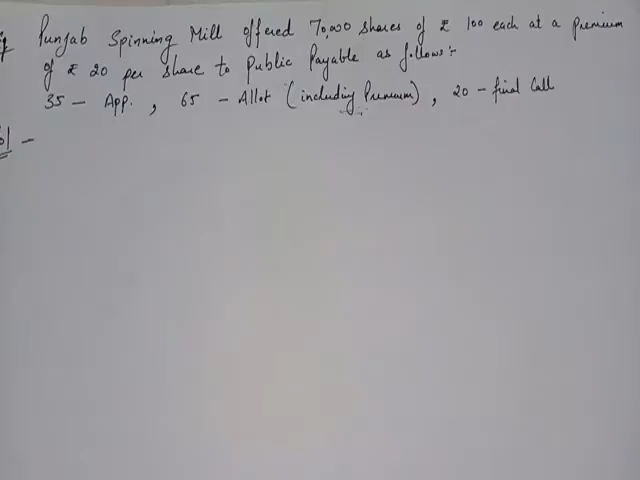 Punjab Spinning Mill offered 70,000 shares of ₹ 100 each at a premium
of ₹ 20 per share to Public Payable as follows:-
35 - App. , 65 - Allot (including Premium) , 20 - final Call
Sol -